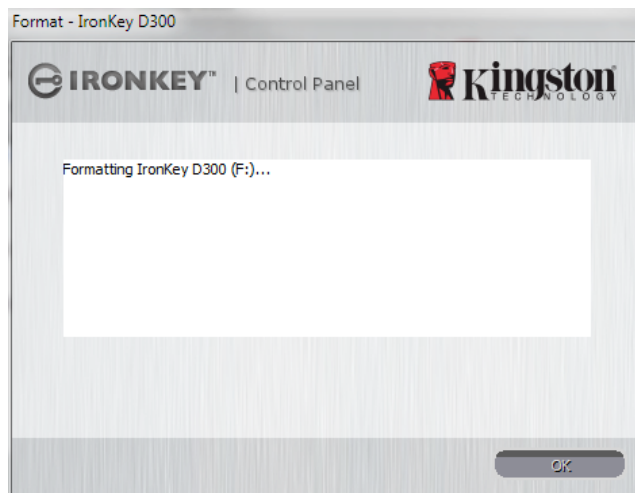 Format - IronKey D300
IRONKEY™ | Control Panel
Kingston
TECHNOLOGY
Formatting IronKey D300 (F:)...
OK